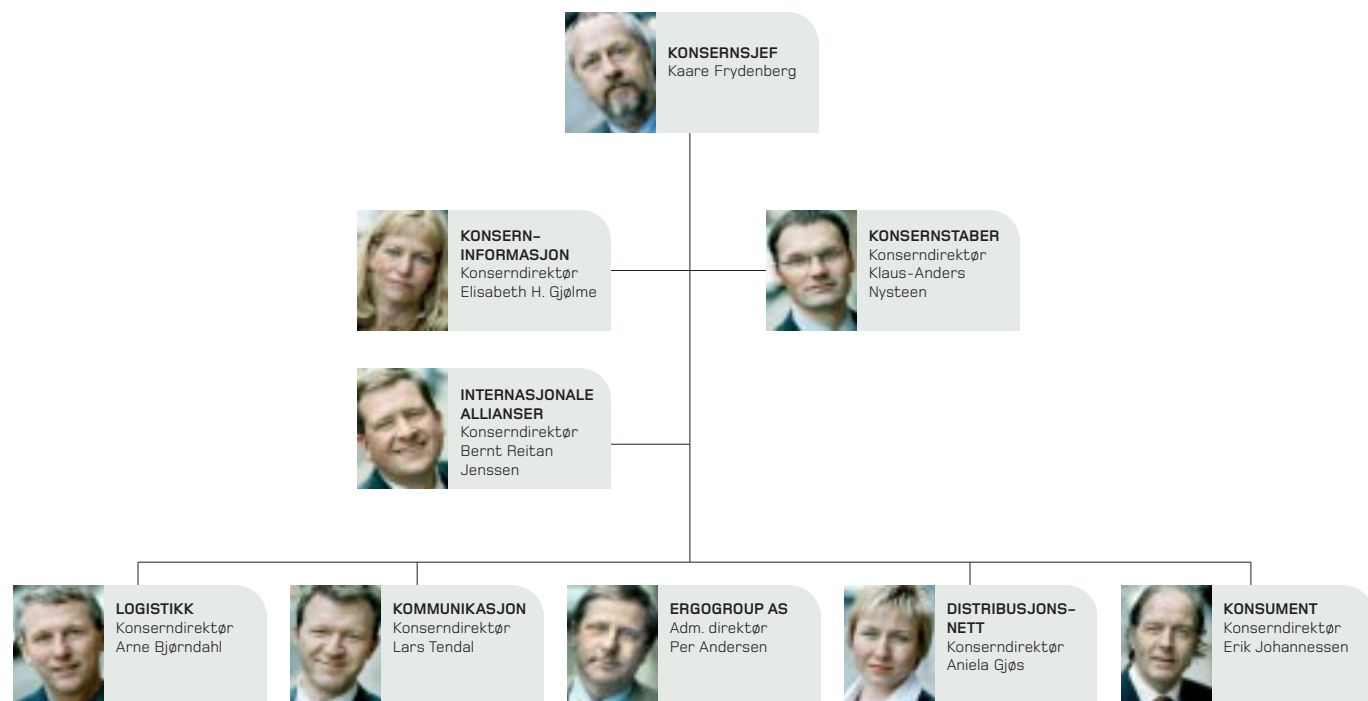 KONSERNSJEF
Kaare Frydenberg
KONSERN–
INFORMASJON
Konserndirektør
Elisabeth H. Gjølme
KONSERNSTABER
Konserndirektør
Klaus-Anders
Nysteen
INTERNASJONALE
ALLIANSER
Konserndirektør
Bernt Reitan
Jenssen
LOGISTIKK
Konserndirektør
Arne Bjørndahl
KOMMUNIKASJON
Konserndirektør
Lars Tendal
ERGOGROUP AS
Adm. direktør
Per Andersen
DISTRIBUSJONS–
NETT
Konserndirektør
Aniela Gjøs
KONSUMENT
Konserndirektør
Erik Johannessen